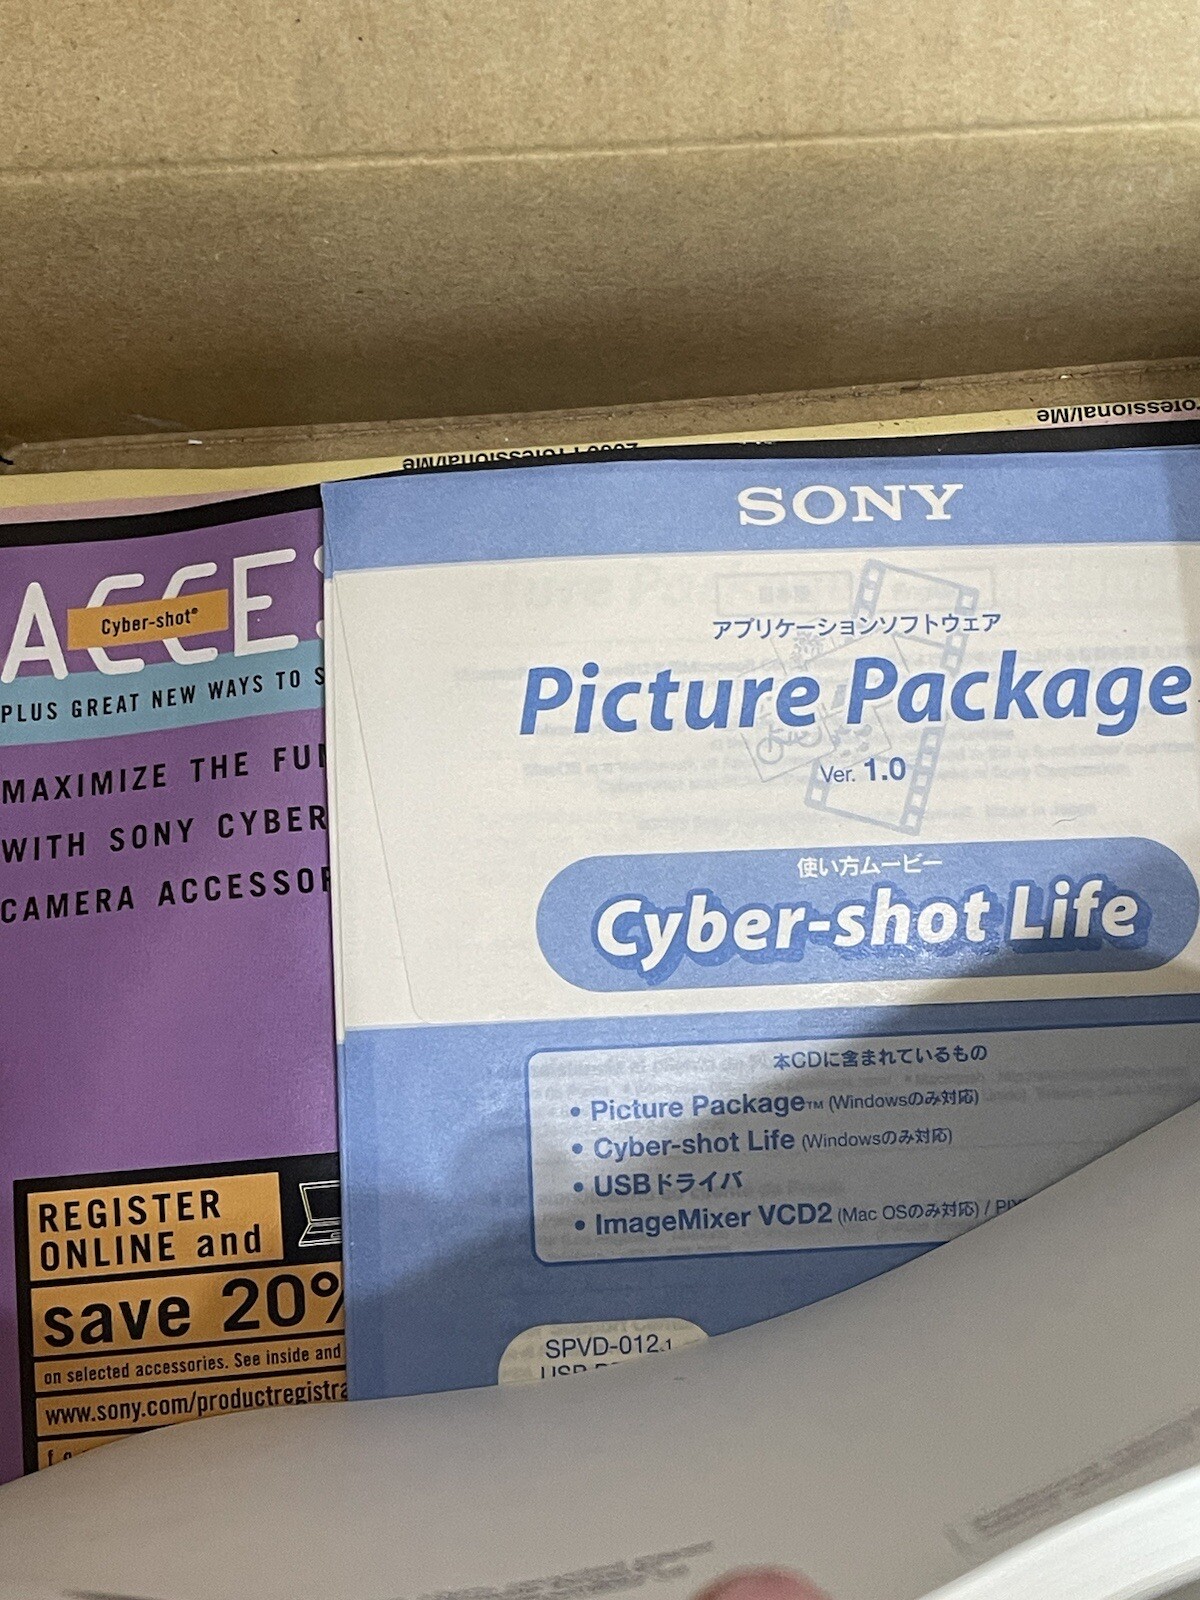 SONY
アプリケーションソフトウェア
Picture Package
Ver. 1.0
使い方ムービー
Cyber-shot Life
本CDに含まれているもの
• Picture Package™ (Windowsのみ対応)
• Cyber-shot Life (Windowsのみ対応)
• USBドライバ
• ImageMixer VCD2 (Mac OSのみ対応) /
SPVD-012.1
USB
Cyber-shot®
PLUS GREAT NEW WAYS TO
MAXIMIZE THE
WITH SONY CYBER
CAMERA
REGISTER
ONLINE and
save 20%
on selected accessories. See inside and
www.sony.com/productregistra